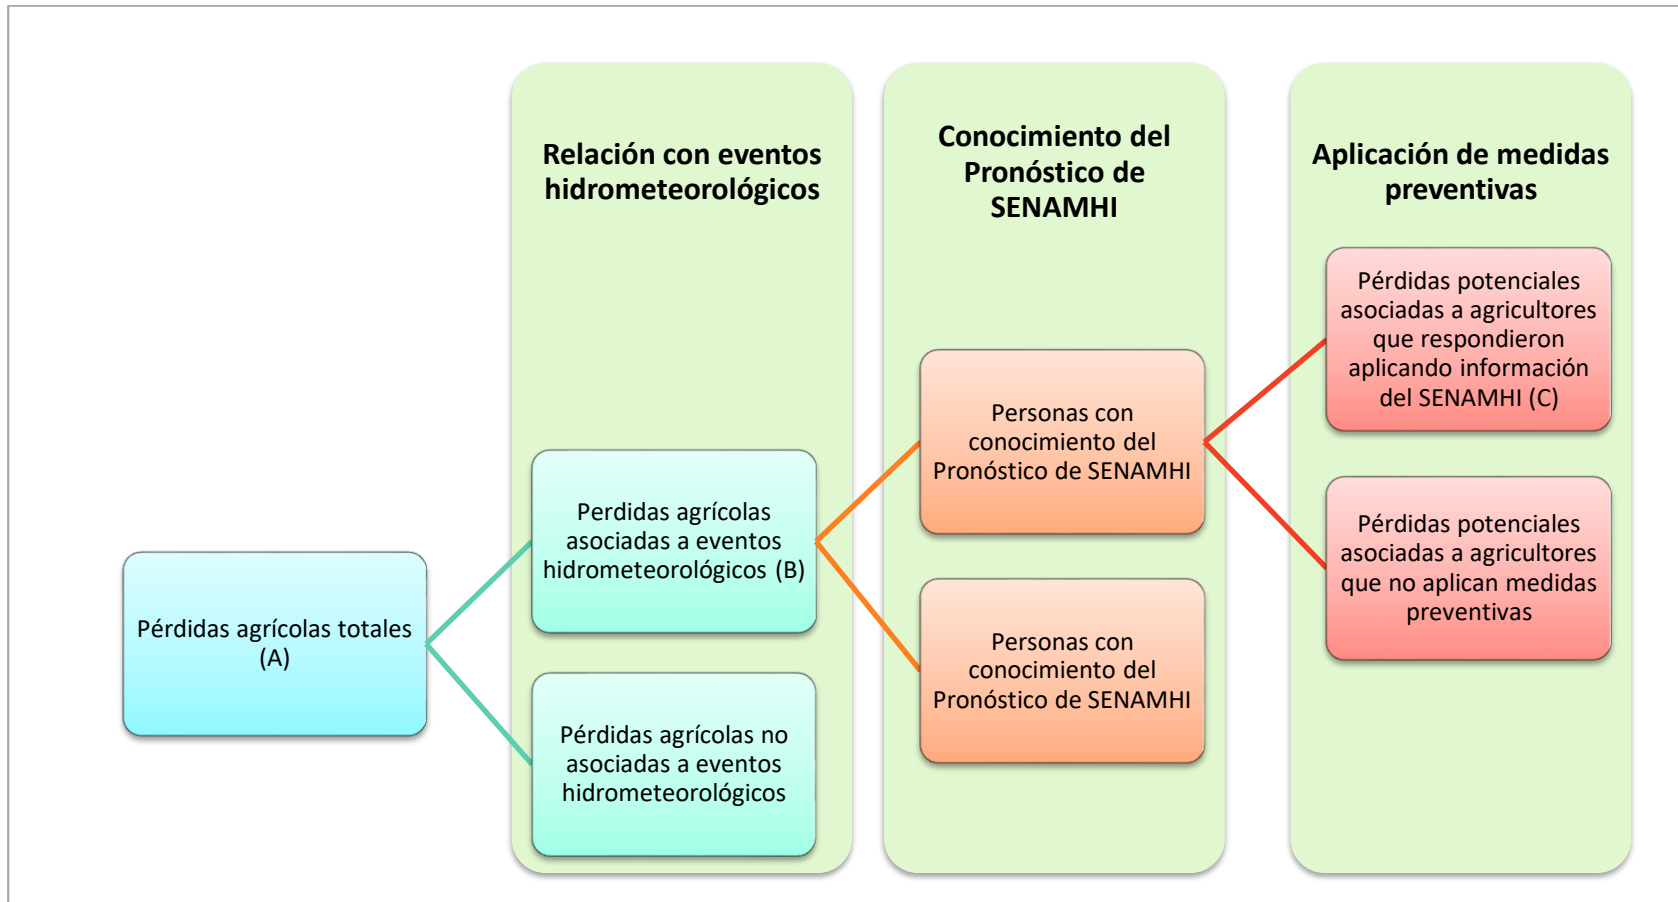 Relación con eventos
hidrometeorológicos
Conocimiento del
Pronóstico de
SENAMHI
Aplicación de medidas
preventivas
Pérdidas agrícolas totales
(A)
Perdidas agrícolas
asociadas a eventos
hidrometeorológicos (B)
Pérdidas agrícolas no
asociadas a eventos
hidrometeorológicos
Personas con
conocimiento del
Pronóstico de SENAMHI
Personas con
conocimiento del
Pronóstico de SENAMHI
Pérdidas potenciales
asociadas a agricultores
que respondieron
aplicando información
del SENAMHI (C)
Pérdidas potenciales
asociadas a agricultores
que no aplican medidas
preventivas